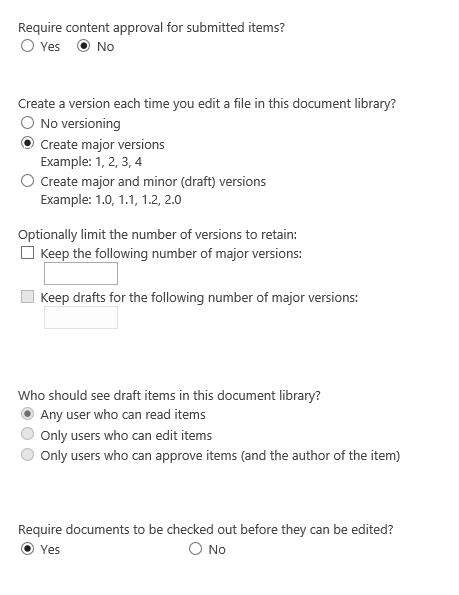 Require content approval for submitted items?
Yes No
Create a version each time you edit a file in this document library?
No versioning
Create major versions
Example: 1, 2, 3, 4
Create major and minor (draft) versions
Example: 1.0, 1.1, 1.2, 2.0
Optionally limit the number of versions to retain:
Keep the following number of major versions:
Keep drafts for the following number of major versions:
Who should see draft items in this document library?
Any user who can read items
Only users who can edit items
Only users who can approve items (and the author of the item)
Require documents to be checked out before they can be edited?
Yes No